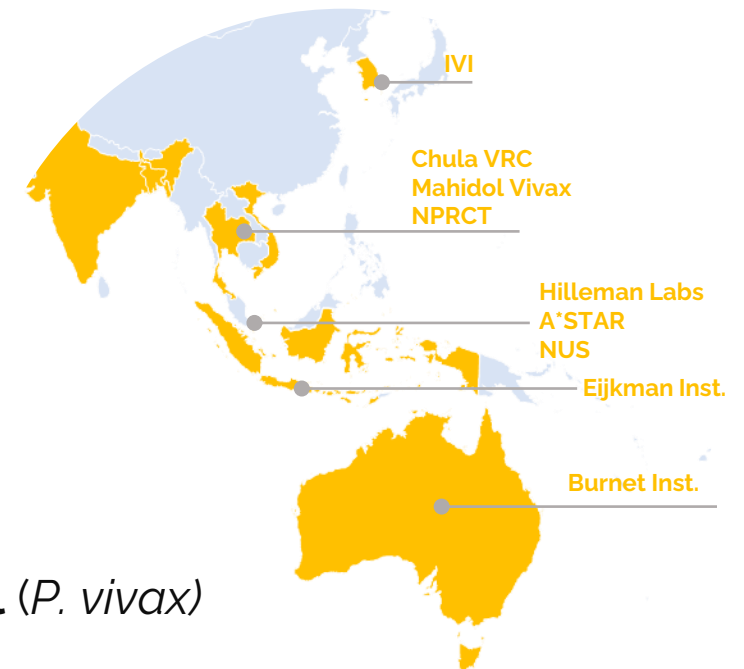 IVI
Chula VRC
Mahidol Vivax
NPRCT
Hilleman Labs
A*STAR
NUS
Eijkman Inst.
Burnet Inst.
. (P. vivax)